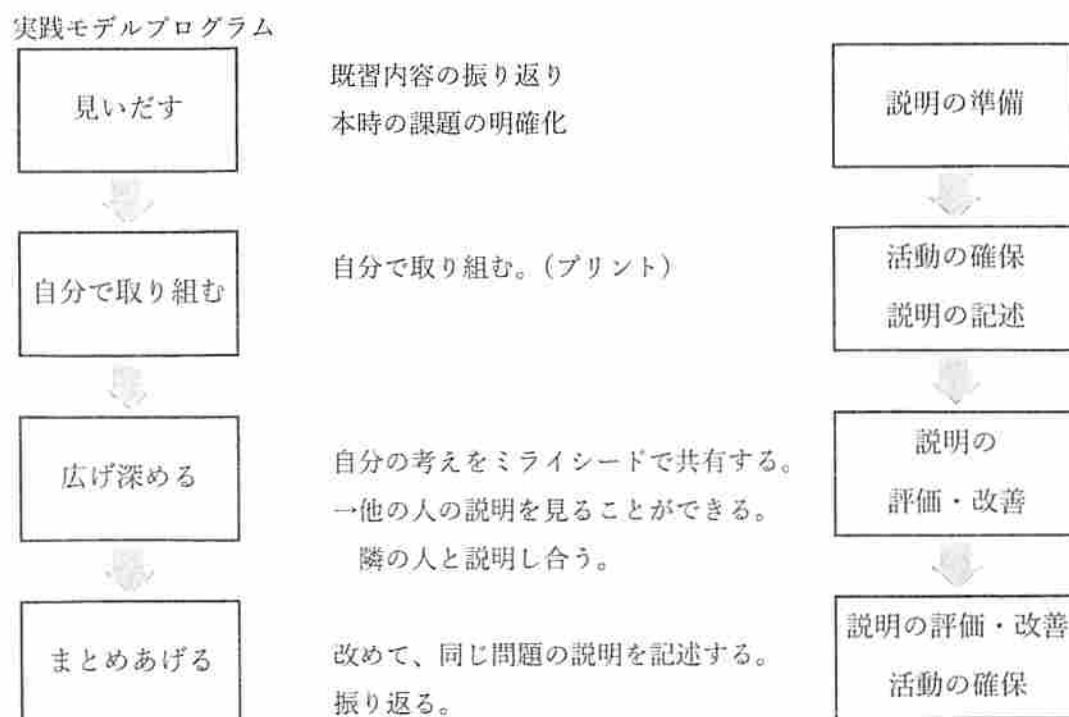 実践モデルプログラム
見いだす
既習内容の振り返り
本時の課題の明確化
説明の準備
自分で取り組む
自分で取り組む。(プリント)
活動の確保
説明の記述
広げ深める
自分の考えをミライシードで共有する。
→他の人の説明を見ることができる。
隣の人と説明し合う。
説明の
評価・改善
まとめあげる
改めて、同じ問題の説明を記述する。
振り返る。
説明の評価・改善
活動の確保